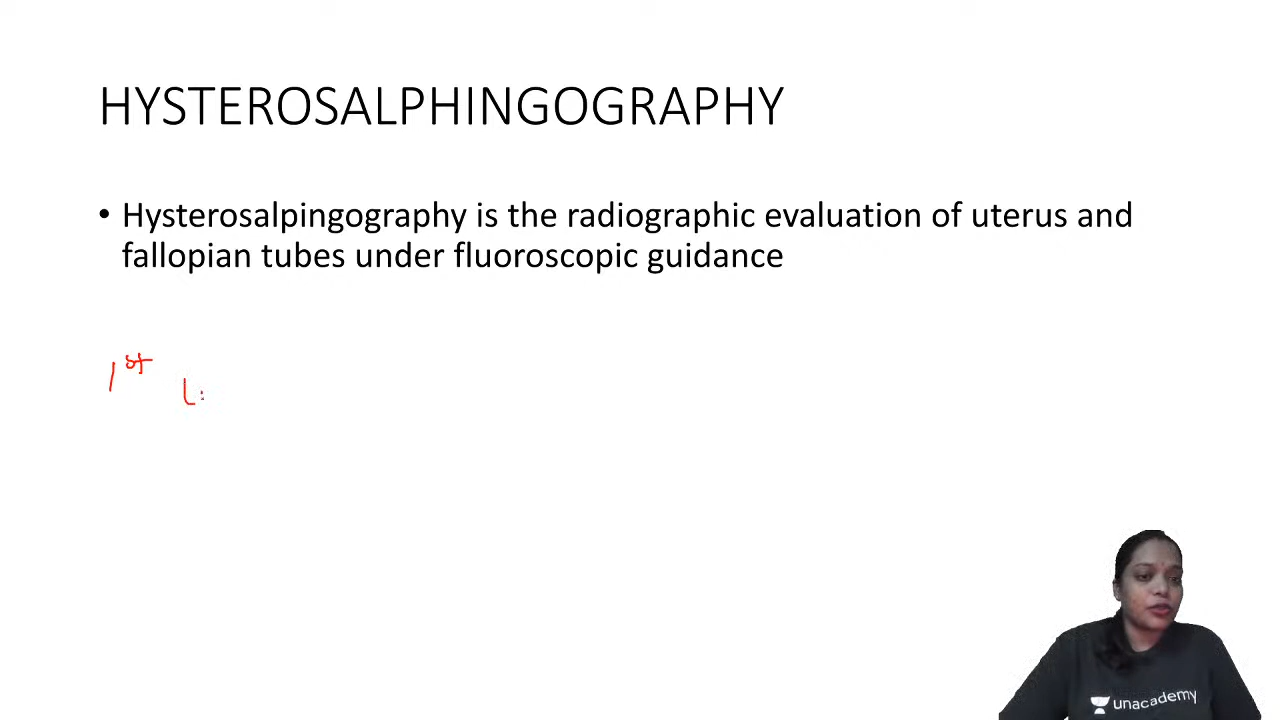 HYSTEROSALPHINGOGRAPHY
• Hysterosalpingography is the radiographic evaluation of uterus and
fallopian tubes under fluoroscopic guidance
1st
unacademy